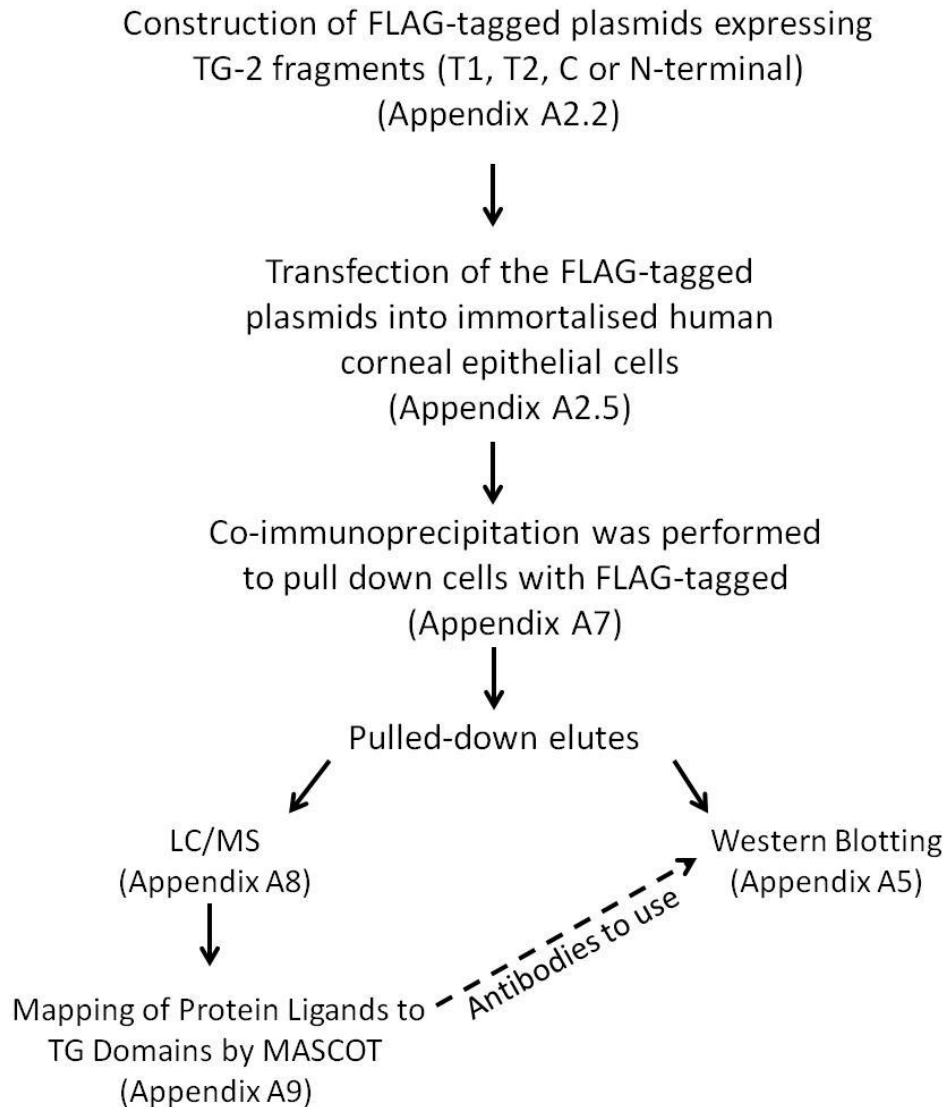 Construction of FLAG-tagged plasmids expressing
TG-2 fragments (T1, T2, C or N-terminal)
(Appendix A2.2)
Transfection of the FLAG-tagged
plasmids into immortalised human
corneal epithelial cells
(Appendix A2.5)
Co-immunoprecipitation was performed
to pull down cells with FLAG-tagged
(Appendix A7)
Pulled-down elutes
LC/MS
(Appendix A8)
Western Blotting
(Appendix A5)
Antibodies to use
Mapping of Protein Ligands to
TG Domains by MASCOT
(Appendix A9)